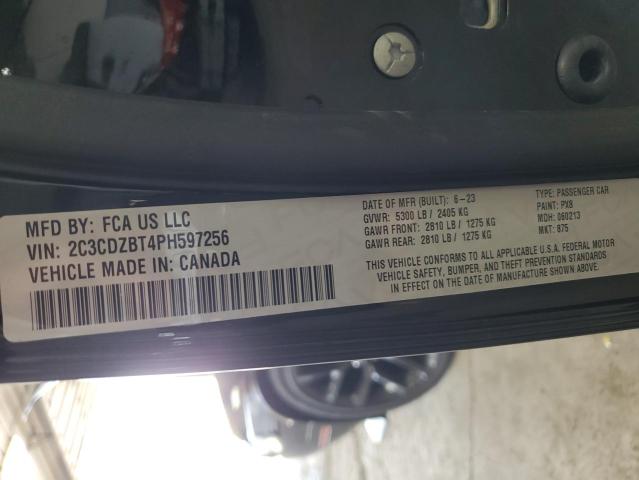 MFD BY: FCA US LLC
VIN: 2C3CDZBT4PH597256
VEHICLE MADE IN: CANADA
DATE OF MFR (BUILT): 6-23
GVWR: 5300 LB / 2405 KG
GAWR FRONT: 2810 LB / 1275 KG
GAWR REAR: 2810 LB / 1275 KG
TYPE: PASSENGER CAR
PAINT: PX8
MDH: 060213
MKT: 875
THIS VEHICLE CONFORMS TO ALL APPLICABLE U.S.A.
VEHICLE SAFETY, BUMPER, AND THEFT PREVENTION STANDARDS
IN EFFECT ON THE DATE OF MANUFACTURE INDICATED ABOVE.